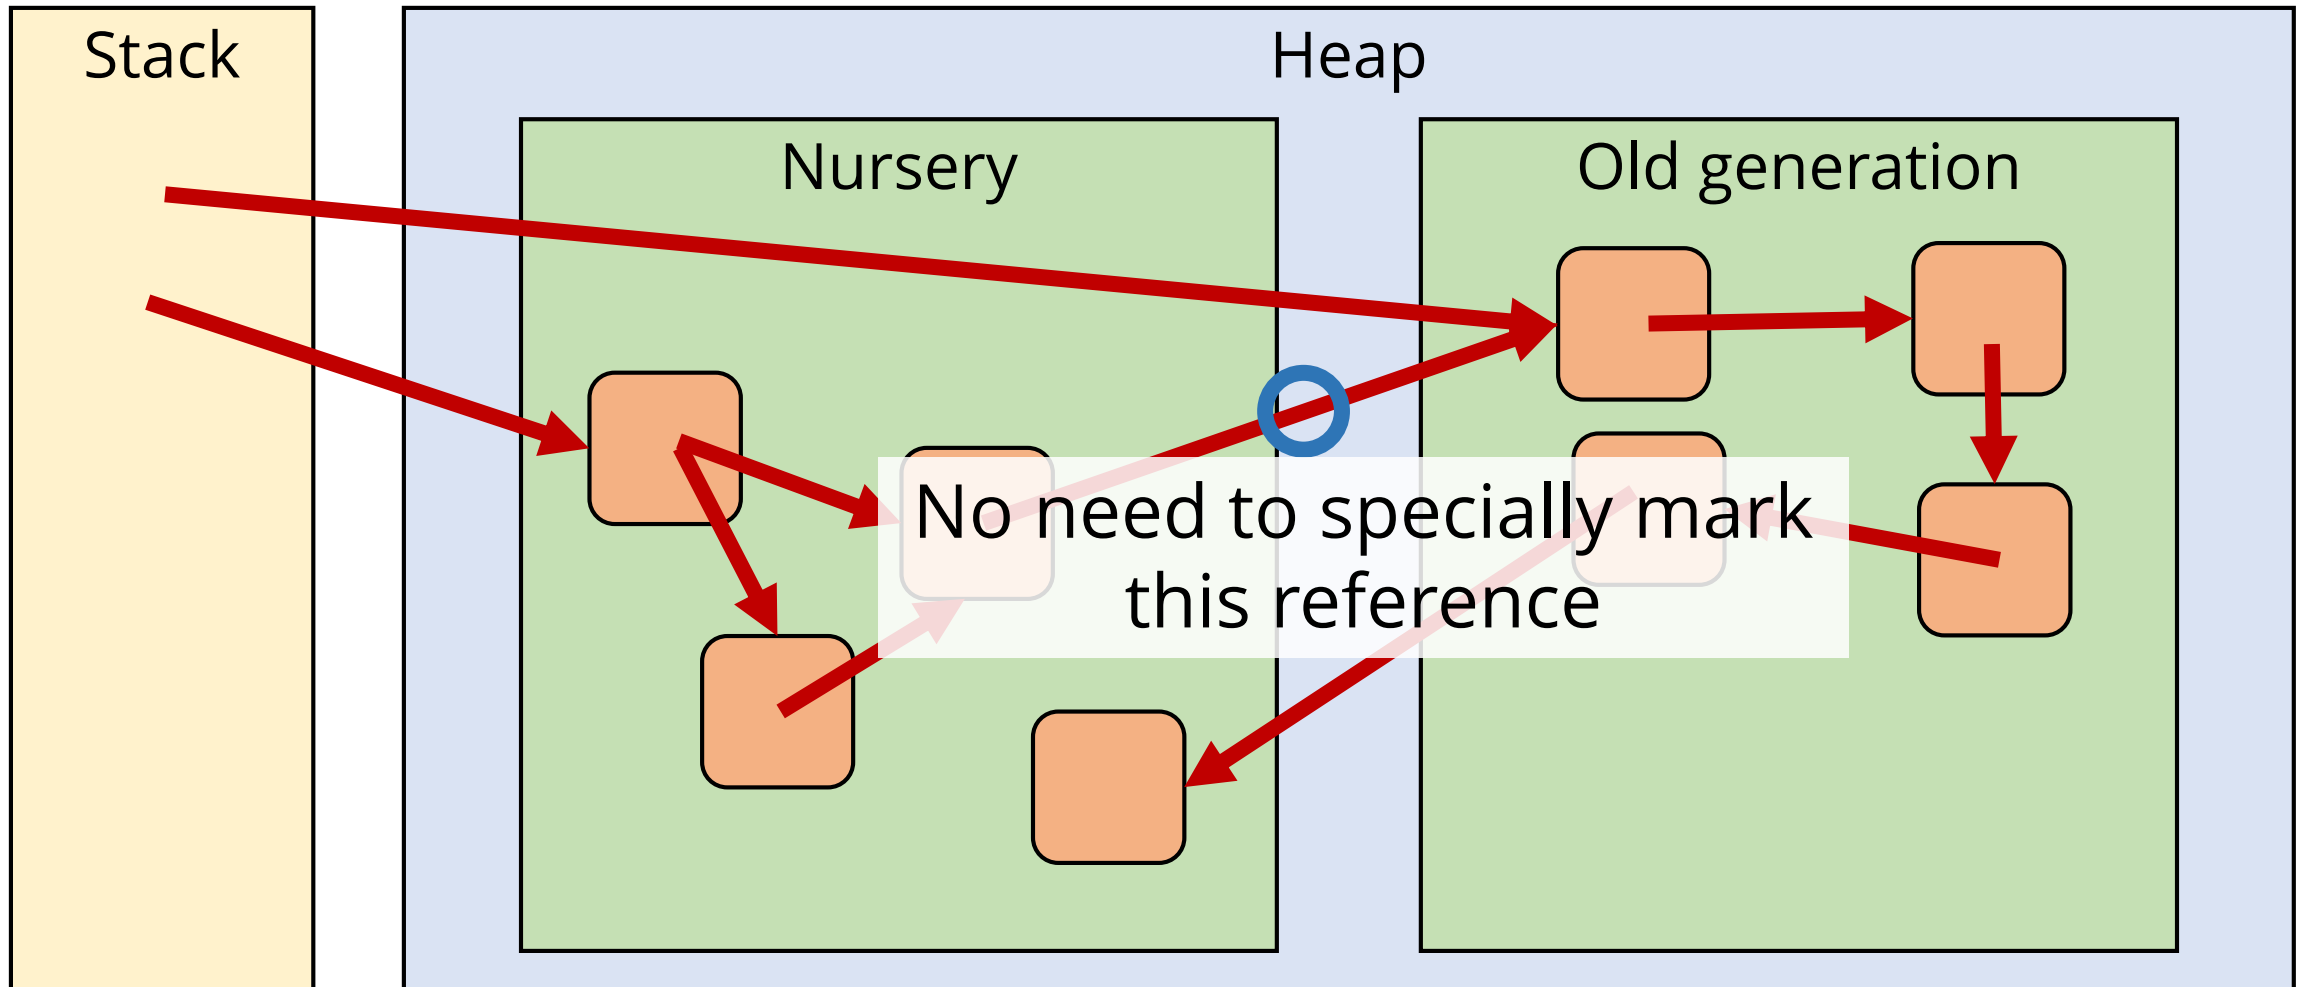 Stack
Heap
Nursery
Old generation
No need to specially mark
this reference